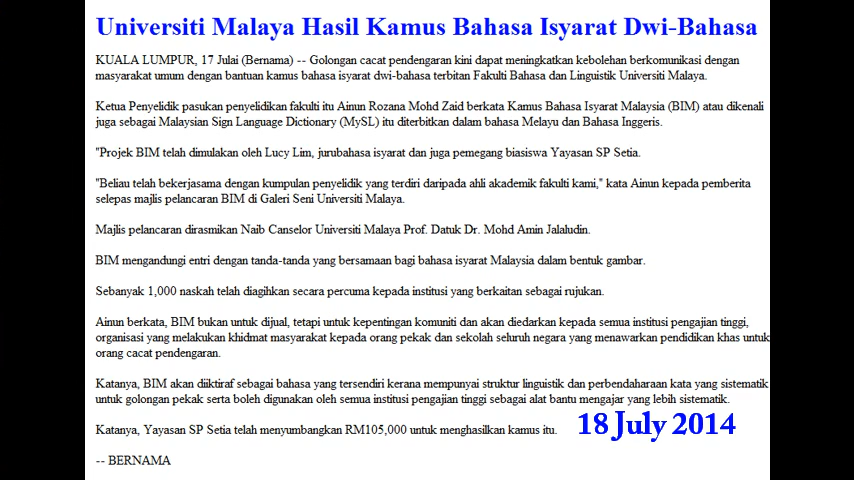 Universiti Malaya Hasil Kamus Bahasa Isyarat Dwi-Bahasa
KUALA LUMPUR, 17 Julai (Bernama) -- Golongan cacat pendengaran kini dapat meningkatkan kebolehan berkomunikasi dengan
masyarakat umum dengan bantuan kamus bahasa isyarat dwi-bahasa terbitan Fakulti Bahasa dan Linguistik Universiti Malaya.
Ketua Penyelidik pasukan penyelidikan fakulti itu Ainun Rozana Mohd Zaid berkata Kamus Bahasa Isyarat Malaysia (BIM) atau dikenali
juga sebagai Malaysian Sign Language Dictionary (MySL) itu diterbitkan dalam bahasa Melayu dan Bahasa Inggeris.
"Projek BIM telah dimulakan oleh Lucy Lim, jurubahasa isyarat dan juga pemegang biasiswa Yayasan SP Setia.
"Beliau telah bekerjasama dengan kumpulan penyelidik yang terdiri daripada ahli akademik fakulti kami," kata Ainun kepada pemberita
selepas majlis pelancaran BIM di Galeri Seni Universiti Malaya.
Majlis pelancaran dirasmikan Naib Canselor Universiti Malaya Prof. Datuk Dr. Mohd Amin Jalaludin.
BIM mengandungi entri dengan tanda-tanda yang bersamaan bagi bahasa isyarat Malaysia dalam bentuk gambar.
Sebanyak 1,000 naskah telah diagihkan secara percuma kepada institusi yang berkaitan sebagai rujukan.
Ainun berkata, BIM bukan untuk dijual, tetapi untuk kepentingan komuniti dan akan diedarkan kepada semua institusi pengajian tinggi,
organisasi yang melakukan khidmat masyarakat kepada orang pekak dan sekolah seluruh negara yang menawarkan pendidikan khas untuk
orang cacat pendengaran.
Katanya, BIM akan diiktiraf sebagai bahasa yang tersendiri kerana mempunyai struktur linguistik dan perbendaharaan kata yang sistematik
untuk golongan pekak serta boleh digunakan oleh semua institusi pengajian tinggi sebagai alat bantu mengajar yang lebih sistematik.
Katanya, Yayasan SP Setia telah menyumbangkan RM105,000 untuk menghasilkan kamus itu.
18 July 2014
-- BERNAMA